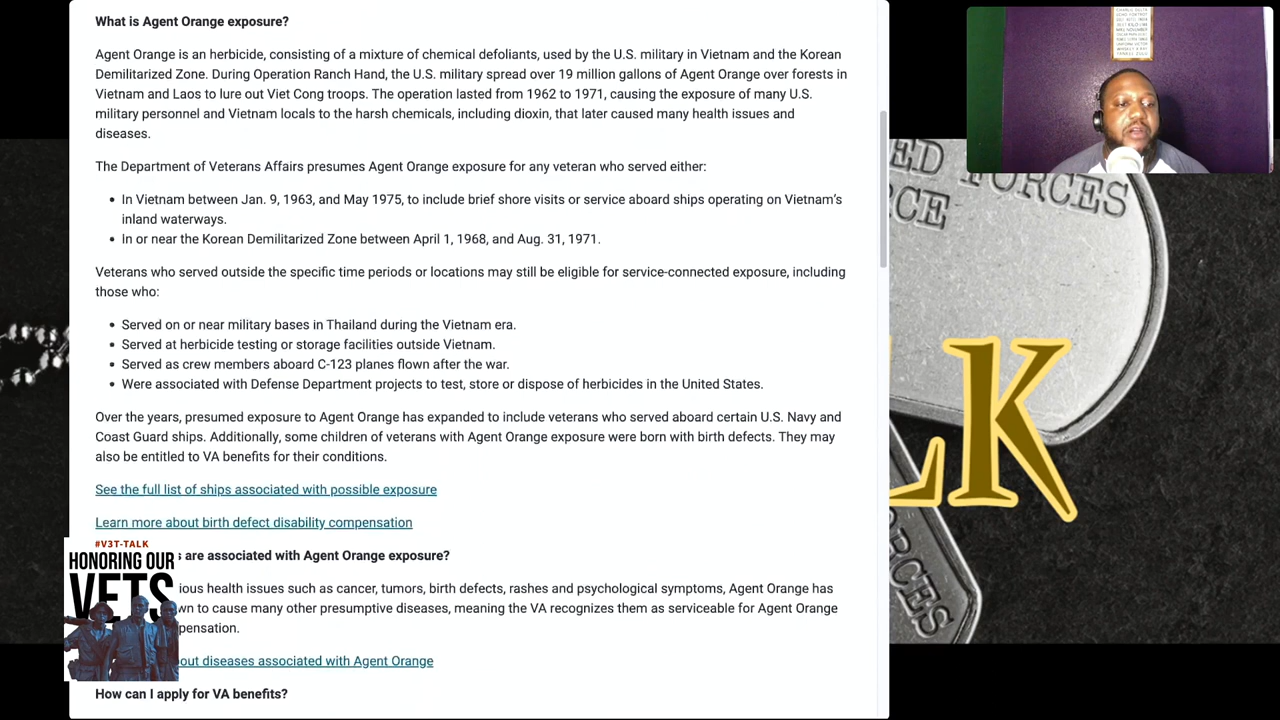 What is Agent Orange exposure?
Agent Orange is an herbicide consisting of a mixture of chemical defoliants, used by the U.S. military in Vietnam and the Korean
Demilitarized Zone. During Operation Ranch Hand, the U.S. military spread over 19 million gallons of Agent Orange over forests in
Vietnam and Laos to lure out Viet Cong troops. The operation lasted from 1962 to 1971, causing the exposure of many U.S.
military personnel and Vietnam locals to the harsh chemicals, including dioxin, that later caused many health issues and
diseases.
The Department of Veterans Affairs presumes Agent Orange exposure for any veteran who served either:
• In Vietnam between Jan. 9, 1963, and May 1975, to include brief shore visits or service aboard ships operating on Vietnam's
inland waterways.
• In or near the Korean Demilitarized Zone between April 1, 1968, and Aug. 31, 1971.
Veterans who served outside the specific time periods or locations may still be eligible for service-connected exposure, including
those who:
• Served on or near military bases in Thailand during the Vietnam era.
• Served at herbicide testing or storage facilities outside Vietnam.
• Served as crew members aboard C-123 planes flown after the war.
• Were associated with Defense Department projects to test, store or dispose of herbicides in the United States.
Over the years, presumed exposure to Agent Orange has expanded to include veterans who served aboard certain U.S. Navy and
Coast Guard ships. Additionally, some children of veterans with Agent Orange exposure were born with birth defects. They may
also be entitled to VA benefits for their conditions.
See the full list of ships associated with possible exposure
Learn more about birth defect disability compensation
s are associated with Agent Orange exposure?
ious health issues such as cancer, tumors, birth defects, rashes and psychological symptoms, Agent Orange has
wn to cause many other presumptive diseases, meaning the VA recognizes them as serviceable for Agent Orange
pensation.
out diseases associated with Agent Orange
How can I apply for VA benefits?
#V3T-TALK
HONORING OUR
VETS
ED FORCES
CE
LK
FORCES